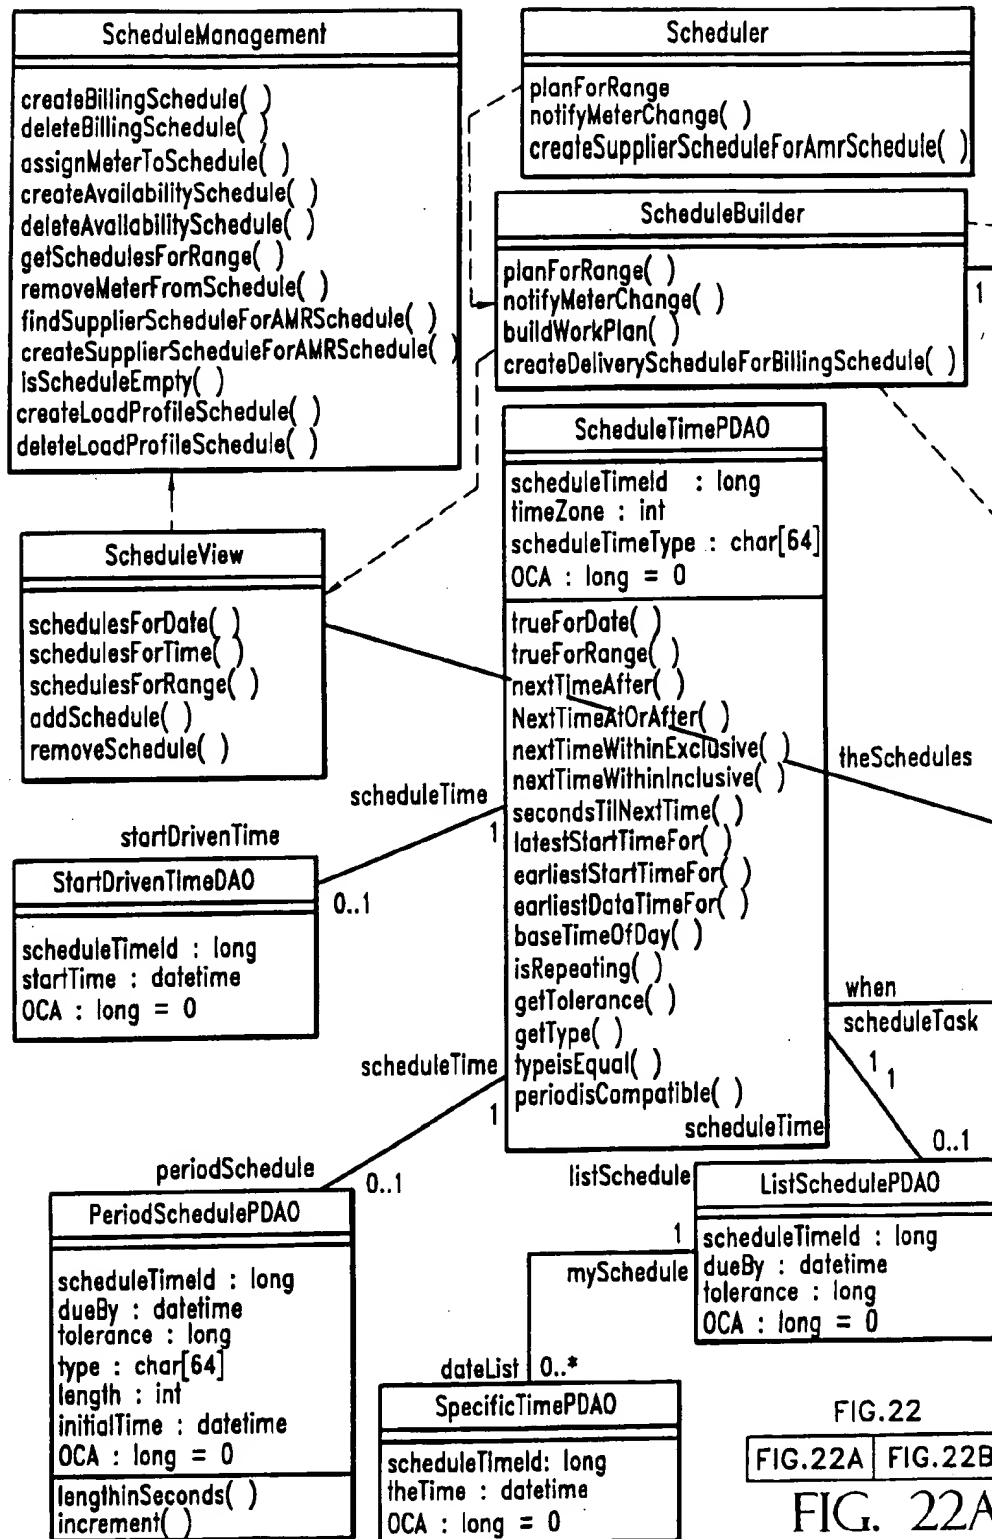 ScheduleManagement
createBillingSchedule( )
deleteBillingSchedule( )
assignMeterToSchedule( )
createAvailabilitySchedule( )
deleteAvailabilitySchedule( )
getSchedulesForRange( )
removeMeterFromSchedule( )
findSupplierScheduleForAMRSchedule( )
createSupplierScheduleForAMRSchedule( )
isScheduleEmpty( )
createLoadProfileSchedule( )
deleteLoadProfileSchedule( )
Scheduler
planForRange
notifyMeterChange( )
createSupplierScheduleForAmrSchedule( )
ScheduleBuilder
planForRange( )
notifyMeterChange( )
buildWorkPlan( )
createDeliveryScheduleForBillingSchedule( )
1
ScheduleView
schedulesForDate( )
schedulesForTime( )
schedulesForRange( )
addSchedule( )
removeSchedule( )
ScheduleTimePDAO
scheduleTimeId : long
timeZone : int
scheduleTimeType : char[64]
OCA : long = 0
trueForDate( )
trueForRange( )
nextTimeAfter( )
NextTimeAtOrAfter( )
nextTimeWithinExclusive( )
nextTimeWithinInclusive( )
secondsTilNextTime( )
latestStartTimeFor( )
earliestStartTimeFor( )
earliestDataTimeFor( )
baseTimeOfDay( )
isRepeating( )
getTolerance( )
getType( )
typeisEqual( )
periodisCompatible( )
scheduleTime
theSchedules
scheduleTime
1
startDrivenTime
0..1
StartDrivenTimeDAO
scheduleTimeId : long
startTime : datetime
OCA : long = 0
when
scheduleTask
1
1
0..1
scheduleTime
1
periodSchedule
0..1
PeriodSchedulePDAO
scheduleTimeId : long
dueBy : datetime
tolerance : long
type : char[64]
length : int
initialTime : datetime
OCA : long = 0
lengthinSeconds( )
increment( )
listSchedule
ListSchedulePDAO
scheduleTimeId : long
dueBy : datetime
tolerance : long
OCA : long = 0
1
mySchedule
dateList
0..*
SpecificTimePDAO
scheduleTimeId: long
theTime : datetime
OCA : long = 0
FIG.22
FIG.22A
FIG.22B
FIG. 22A